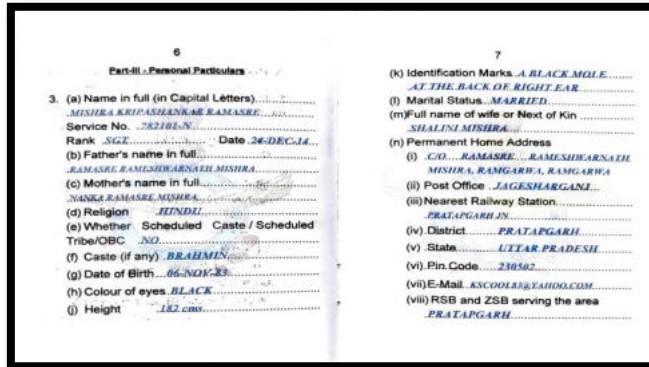 6
Part-III - Personal Particulars
3. (a) Name in full (in Capital Letters)
MISHRA KRIPASHANKAR RAMASRE
Service No. 782101-N
Rank SGT Date 24-DEC-14
(b) Father's name in full
RAMASRE RAMESHWARNATH MISHRA
(c) Mother's name in full
NANKA RAMASRE MISHRA
(d) Religion HINDU
(e) Whether Scheduled Caste / Scheduled
Tribe/OBC NO
(f) Caste (if any) BRAHMIN
(g) Date of Birth 06-NOV-83
(h) Colour of eyes BLACK
(j) Height 182 cms
7
(k) Identification Marks A BLACK MOLE
AT THE BACK OF RIGHT EAR
(l) Marital Status MARRIED
(m) Full name of wife or Next of Kin
SHALINI MISHRA
(n) Permanent Home Address
(i) C/O RAMASRE RAMESHWARNATH
MISHRA, RAMGARWA, RAMGARWA
(ii) Post Office JAGESHARGANJ
(iii) Nearest Railway Station
PRATAPGARH JN
(iv) District PRATAPGARH
(v) State UTTAR PRADESH
(vi) Pin Code 230502
(vii) E-Mail KSCOOL83@YAHOO.COM
(viii) RSB and ZSB serving the area
PRATAPGARH